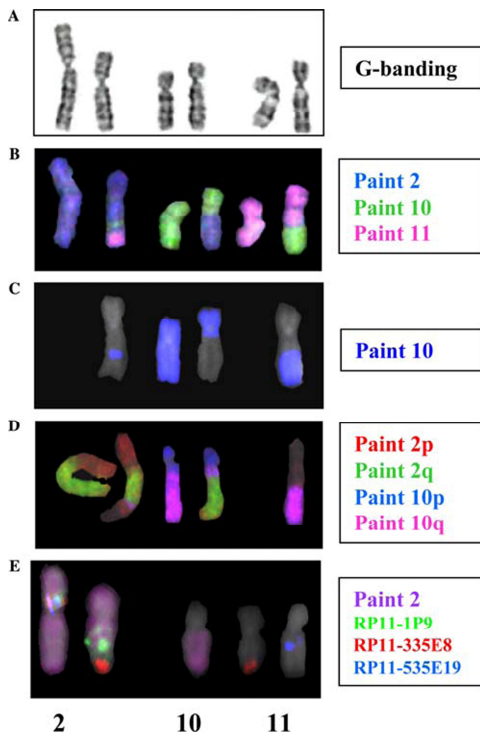 A
G-banding
B
Paint 2
Paint 10
Paint 11
C
Paint 10
D
Paint 2p
Paint 2q
Paint 10p
Paint 10q
E
Paint 2
RP11-1P9
RP11-335E8
RP11-535E19
2 10 11